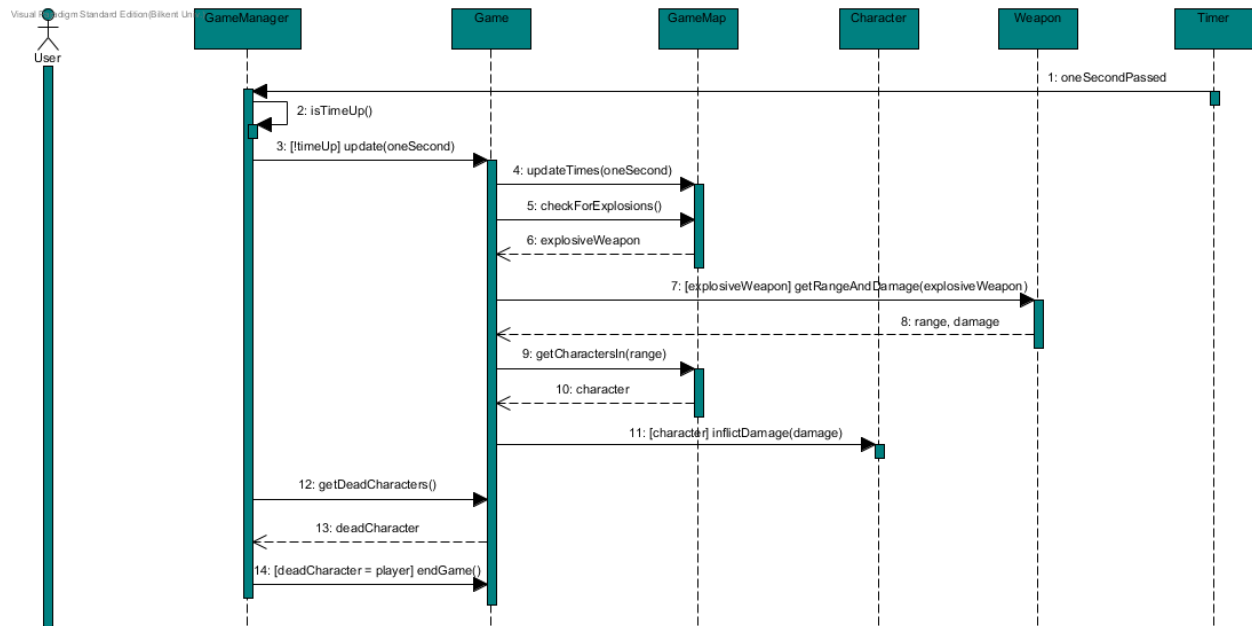 Visual Paradigm Standard Edition(Bilkent Uni
User
GameManager
Game
GameMap
Character
Weapon
Timer
1: oneSecondPassed
2: isTimeUp()
3: [!timeUp] update(oneSecond)
4: updateTimes(oneSecond)
5: checkForExplosions()
6: explosiveWeapon
7: [explosiveWeapon] getRangeAndDamage(explosiveWeapon)
8: range, damage
9: getCharactersIn(range)
10: character
11: [character] inflictDamage(damage)
12: getDeadCharacters()
13: deadCharacter
14: [deadCharacter = player] endGame()